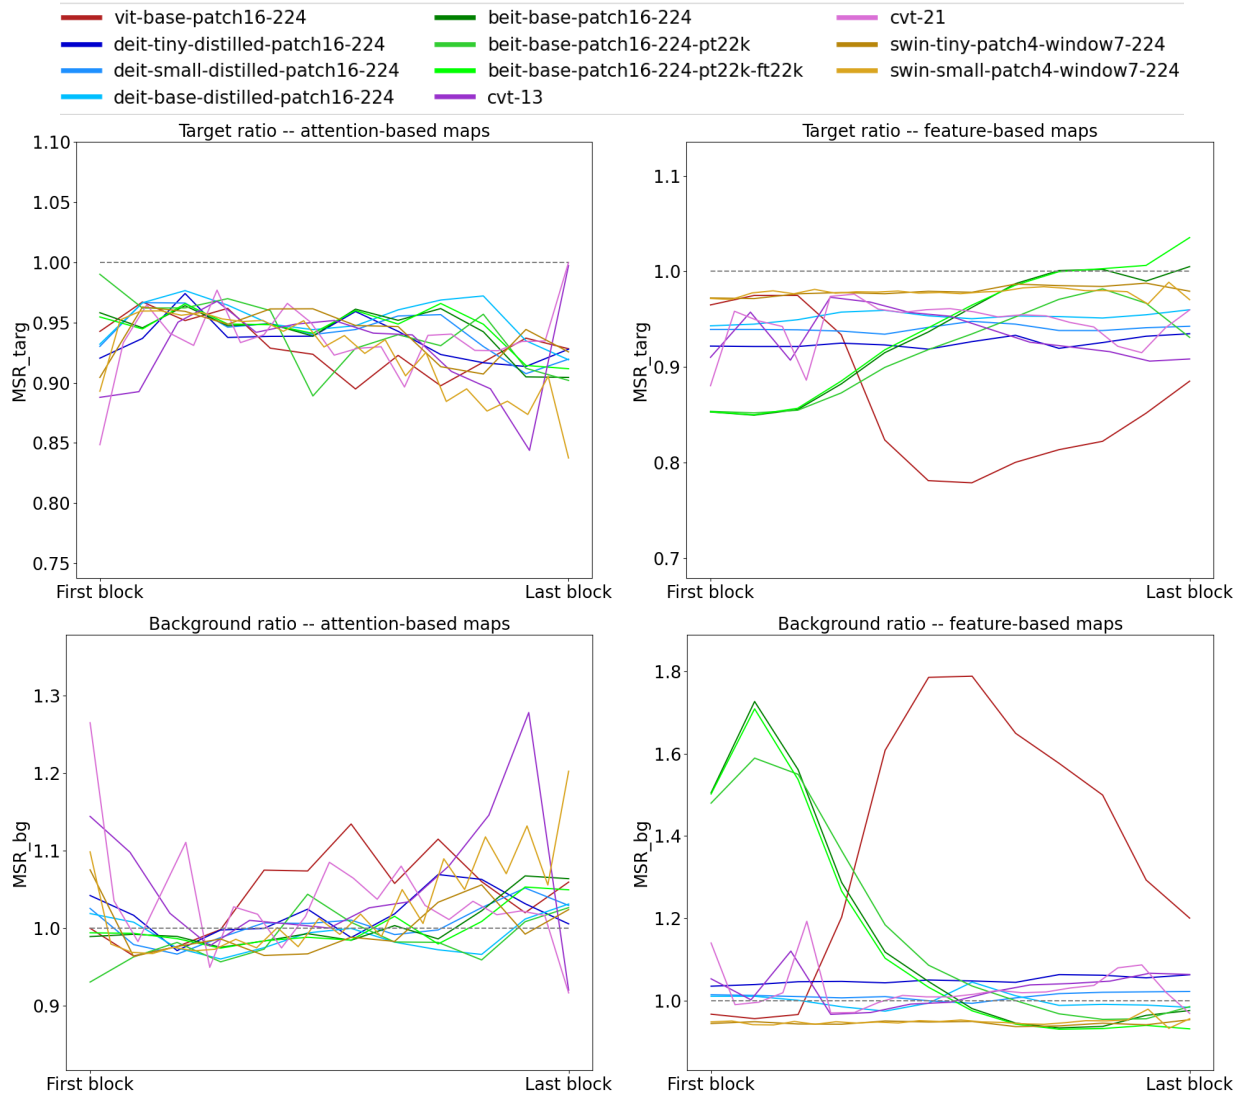 vit-base-patch16-224
deit-tiny-distilled-patch16-224
deit-small-distilled-patch16-224
deit-base-distilled-patch16-224
beit-base-patch16-224
beit-base-patch16-224-pt22k
beit-base-patch16-224-pt22k-ft22k
cvt-13
cvt-21
swin-tiny-patch4-window7-224
swin-small-patch4-window7-224
Target ratio -- attention-based maps
MSR_targ
1.10
1.05
1.00
0.95
0.90
0.85
0.80
0.75
First block
Last block
Target ratio -- feature-based maps
MSR_targ
1.1
1.0
0.9
0.8
0.7
First block
Last block
Background ratio -- attention-based maps
MSR_bg
1.3
1.2
1.1
1.0
0.9
First block
Last block
Background ratio -- feature-based maps
MSR_bg
1.8
1.6
1.4
1.2
1.0
First block
Last block